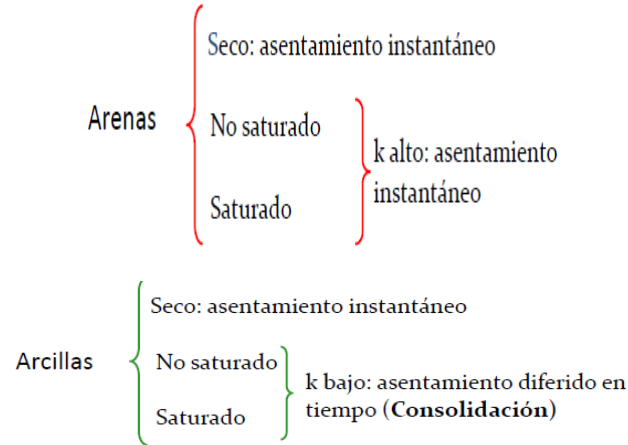 Seco: asentamiento instantáneo
Arenas
No saturado
k alto: asentamiento
instantáneo
Saturado
Seco: asentamiento instantáneo
Arcillas
No saturado
k bajo: asentamiento diferido en
tiempo (Consolidación)
Saturado